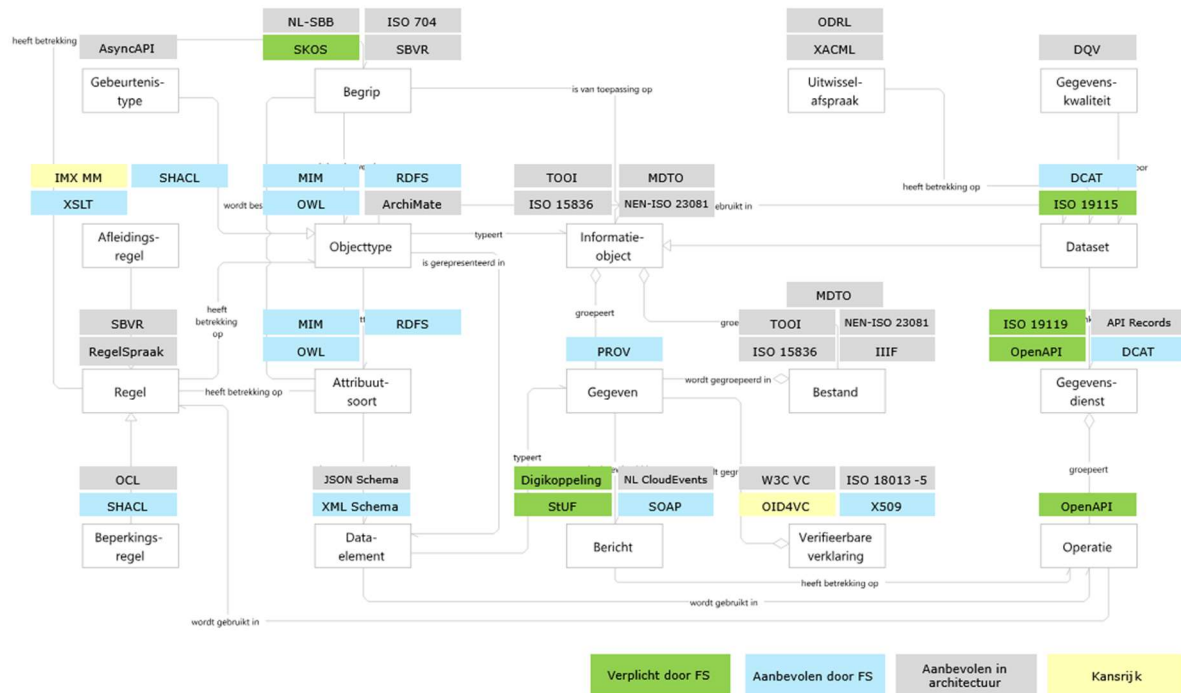 NL-SBB
ISO 704
ODRL
heeft betrekking
AsyncAPI
SKOS
SBVR
XACML
DQV
Gebeurtenis-
type
Begrip
is van toepassing op
Uitwissel-
afspraak
Gegevens-
kwaliteit
IMX MM
SHACL
MIM
RDFS
TOOI
MDTO
heeft betrekking op
DCAT
XSLT
wordt bes
OWL
ArchiMate
ISO 15836
NEN-ISO 23081
ebruikt in
ISO 19115
Afleidings-
regel
Objecttype
typeert
is gerepresenteerd in
Informatie-
object
Dataset
heeft
betrekking
op
groepeert
MDTO
SBVR
MIM
RDFS
groe
TOOI
NEN-ISO 23081
ISO 19119
API Records
RegelSpraak
OWL
PROV
ISO 15836
IIIF
OpenAPI
DCAT
Regel
heeft betrekking op
Attribuut-
soort
Gegeven
wordt gegroepeerd in
Bestand
Gegevens-
dienst
typeert
groepeert
OCL
JSON Schema
Digikoppeling
NL CloudEvents
dt gegr
W3C VC
ISO 18013 -5
SHACL
XML Schema
StUF
SOAP
OID4VC
X509
OpenAPI
Beperkings-
regel
Data-
element
Bericht
Verifieerbare
verklaring
Operatie
heeft betrekking op
wordt gebruikt in
wordt gebruikt in
Verplicht door FS
Aanbevolen door FS
Aanbevolen in
architectuur
Kansrijk